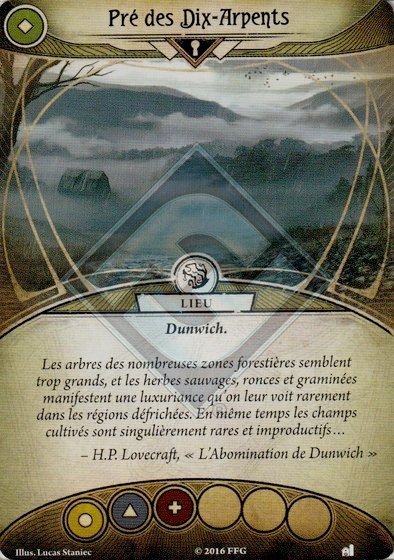 Pré des Dix-Arpents
LIEU
Dunwich.
Les arbres des nombreuses zones forestières semblent
trop grands, et les herbes sauvages, ronces et graminées
manifestent une luxuriance qu'on leur voit rarement
dans les régions défrichées. En même temps les champs
cultivés sont singulièrement rares et improductifs…
– H.P. Lovecraft, « L'Abomination de Dunwich »
Illus. Lucas Staniec
© 2016 FFG